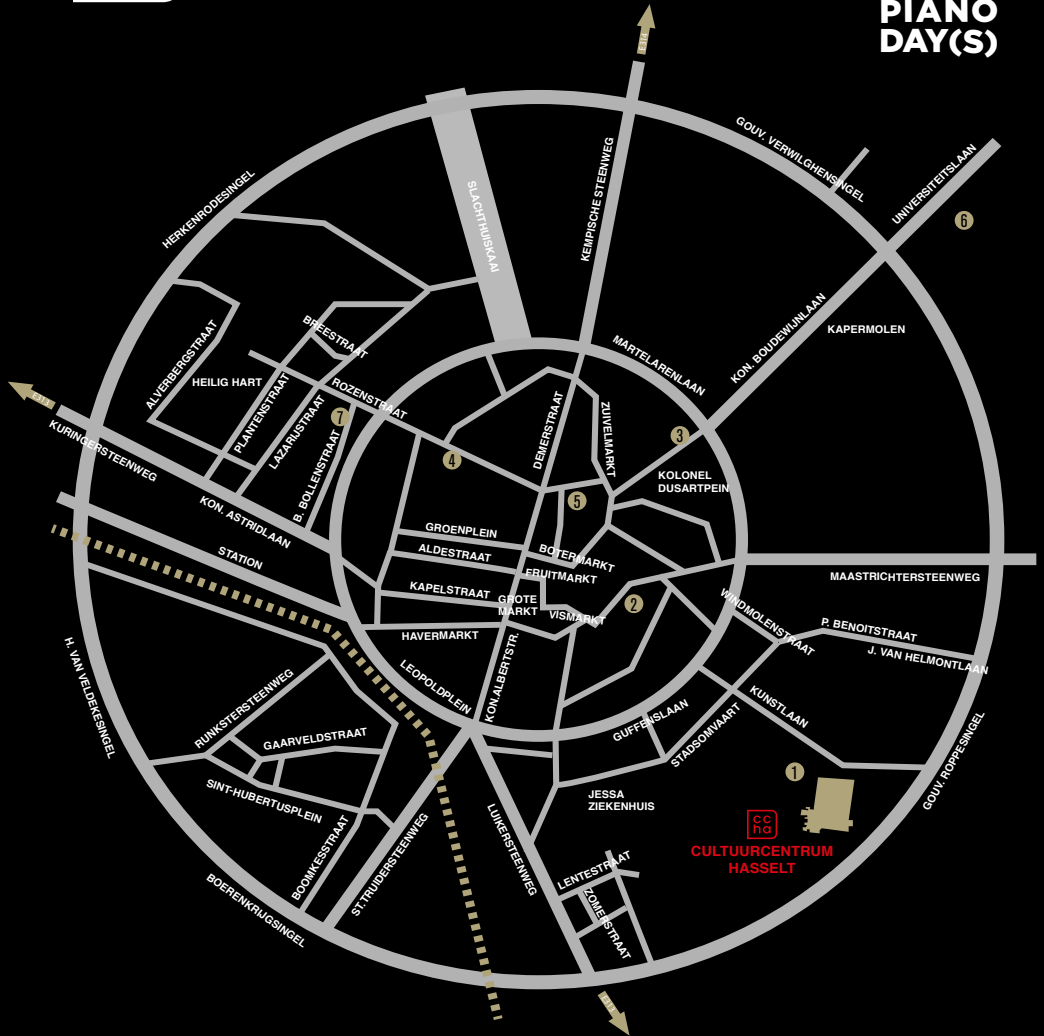 PIANO
DAY(S)
E314
GOUV. VERWILGHENSINGEL
UNIVERSITEITSLAAN
6
HERKENRODESINGEL
SLACHTHUISKAAI
KEMPISCHE STEENWEG
KON. BOUDEWIJNLAAN
KAPERMOLEN
MARTELARENLAAN
ALVERBERGSTRAAT
BREESTRAAT
HEILIG HART
PLANTENSTRAAT
LAZARIJSTRAAT
ROZENSTRAAT
7
B. BOLLENSTRAAT
E313
KURINGERSTEENWEG
KON. ASTRIDLAAN
STATION
DEMERSTRAAT
ZUIVELMARKT
3
4
5
KOLONEL
DUSARTPEIN
GROENPLEIN
ALDESTRAAT
KAPELSTRAAT
BOTERMARKT
FRUITMARKT
GROTE
MARKT
VISMARKT
2
HAVERMARKT
MAASTRICHTERSTEENWEG
WINDMOLENSTRAAT
P. BENOITSTRAAT
J. VAN HELMONTLAAN
H. VAN VELDEKESINGEL
LEOPOLDPLEIN
KON.ALBERTSTR.
RUNKSTERSTEENWEG
GAARVELDSTRAAT
SINT-HUBERTUSPLEIN
GUFFENSLAAN
STADSOMVAART
KUNSTLAAN
GOUV. ROPPESINGEL
1
JESSA
ZIEKENHUIS
cc
ha
CULTUURCENTRUM
HASSELT
BOOMKESSTRAAT
ST.TRUIDERSTEENWEG
LUIKERSTEENWEG
LENTESTRAAT
ZOMERSTRAAT
BOERENKRIJGSINGEL
E313